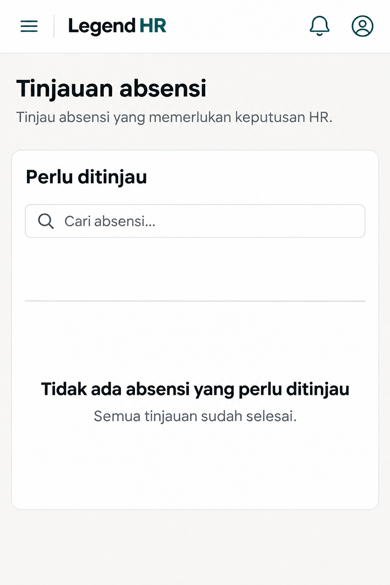 Legend HR
Tinjauan absensi
Tinjau absensi yang memerlukan keputusan HR.
Perlu ditinjau
Cari absensi...
Tidak ada absensi yang perlu ditinjau
Semua tinjauan sudah selesai.